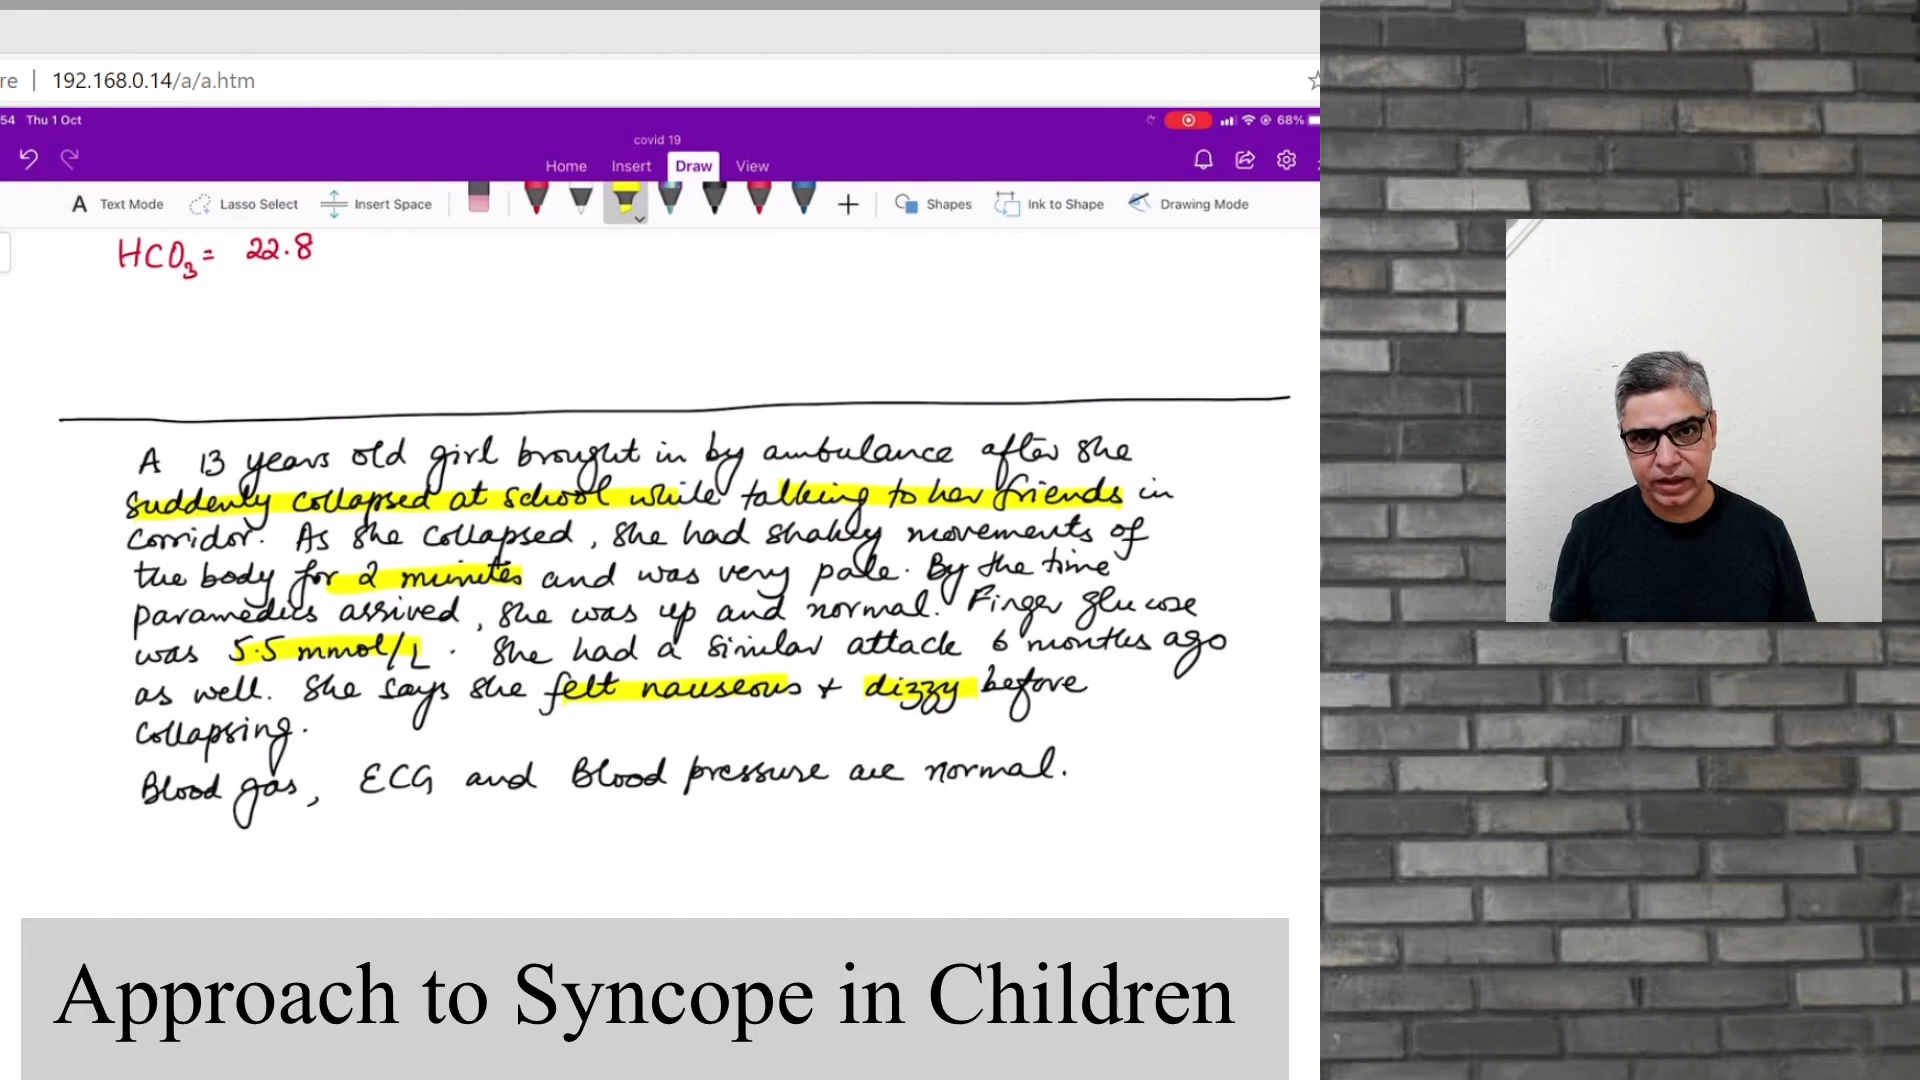 re | 192.168.0.14/a/a.htm
54 Thu 1 Oct
68%
covid 19
Home Insert Draw View
Text Mode Lasso Select Insert Space Shapes Ink to Shape Drawing Mode
HCO3 = 22.8
A 13 years old girl brought in by ambulance after she
suddenly collapsed at school while talking to her friends in
corridor. As she collapsed, she had shaky movements of
the body for 2 minutes and was very pale. By the time
paramedics arrived, she was up and normal. Finger glucose
was 5.5 mmol/L. She had a similar attack 6 months ago
as well. She says she felt nauseous + dizzy before
collapsing.
Blood gas, ECG and Blood pressure are normal.
Approach to Syncope in Children